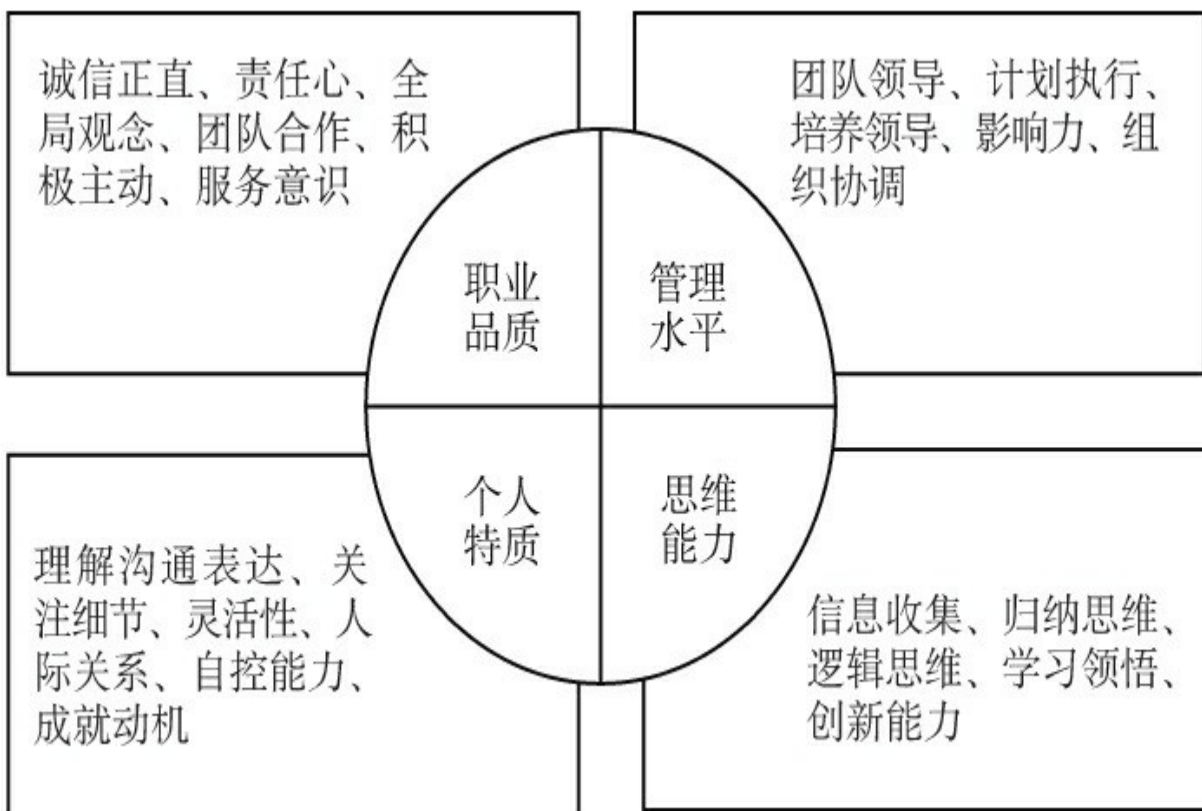 诚信正直、责任心、全
局观念、团队合作、积
极主动、服务意识
团队领导、计划执行、
培养领导、影响力、组
织协调
职业
品质
管理
水平
个人
特质
思维
能力
理解沟通表达、关
注细节、灵活性、人
际关系、自控能力、
成就动机
信息收集、归纳思维、
逻辑思维、学习领悟、
创新能力